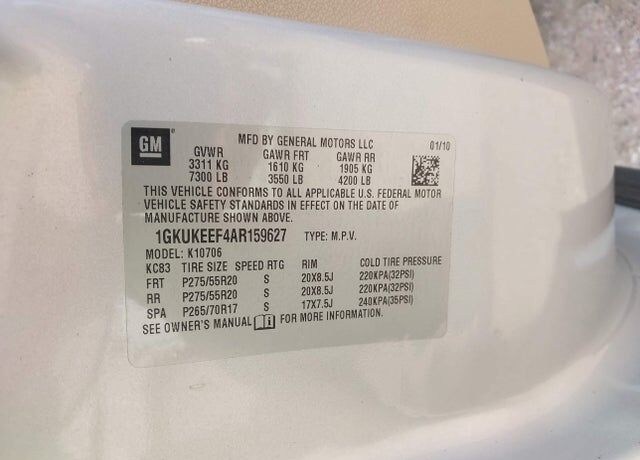 GM ®
MFD BY GENERAL MOTORS LLC 01/10
GVWR GAWR FRT GAWR RR
3311 KG 1610 KG 1905 KG
7300 LB 3550 LB 4200 LB
THIS VEHICLE CONFORMS TO ALL APPLICABLE U.S. FEDERAL MOTOR
VEHICLE SAFETY STANDARDS IN EFFECT ON THE DATE OF
MANUFACTURE SHOWN ABOVE.
1GKUKEEF4AR159627 TYPE: M.P.V.
MODEL: K10706
KC83 TIRE SIZE SPEED RTG RIM COLD TIRE PRESSURE
FRT P275/55R20 S 20X8.5J 220KPA(32PSI)
RR P275/55R20 S 20X8.5J 220KPA(32PSI)
SPA P265/70R17 S 17X7.5J 240KPA(35PSI)
SEE OWNER'S MANUAL i FOR MORE INFORMATION.